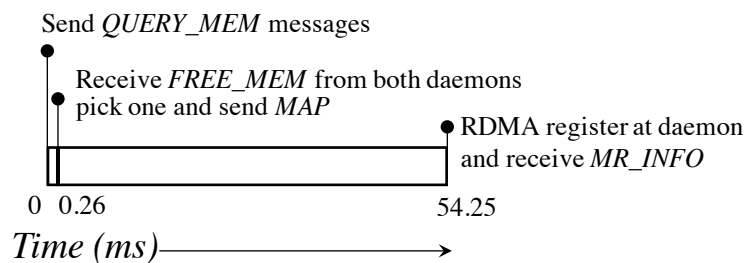 Send QUERY_MEM messages
Receive FREE_MEM from both daemons
pick one and send MAP
RDMA register at daemon
and receive MR_INFO
0 0.26 54.25
Time (ms)